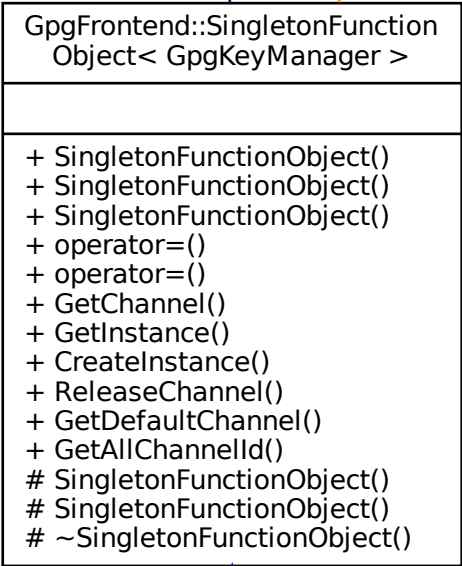 GpgFrontend::SingletonFunction
Object< GpgKeyManager >
+ SingletonFunctionObject()
+ SingletonFunctionObject()
+ SingletonFunctionObject()
+ operator=()
+ operator=()
+ GetChannel()
+ GetInstance()
+ CreateInstance()
+ ReleaseChannel()
+ GetDefaultChannel()
+ GetAllChannelId()
# SingletonFunctionObject()
# SingletonFunctionObject()
# ~SingletonFunctionObject()